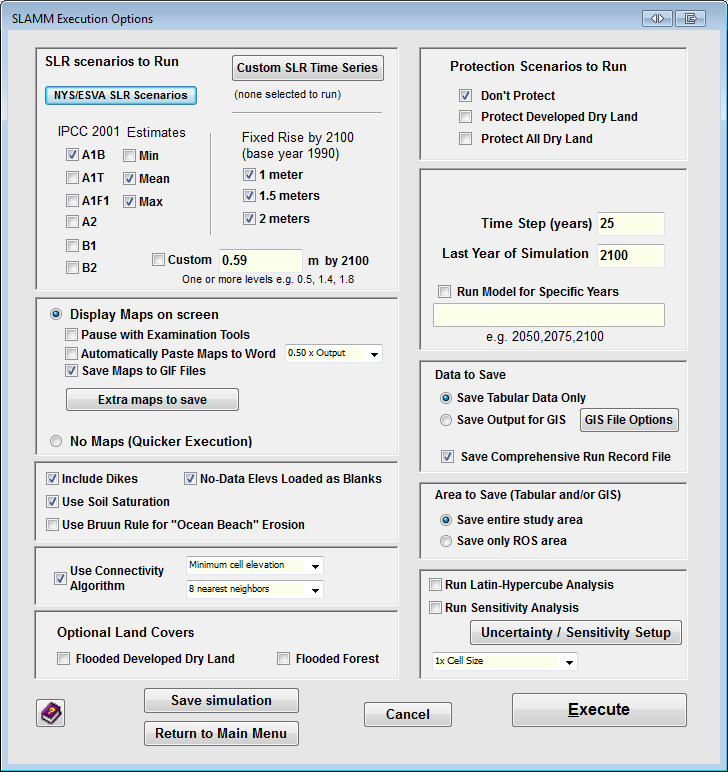 SLAMM Execution Options
SLR scenarios to Run
Custom SLR Time Series
NYS/ESVA SLR Scenarios
(none selected to run)
IPCC 2001 Estimates
A1B Min
A1T Mean
A1F1 Max
A2
B1
B2
Fixed Rise by 2100
(base year 1990)
1 meter
1.5 meters
2 meters
Custom 0.59 m by 2100
One or more levels e.g. 0.5, 1.4, 1.8
Display Maps on screen
Pause with Examination Tools
Automatically Paste Maps to Word 0.50 x Output
Save Maps to GIF Files
Extra maps to save
No Maps (Quicker Execution)
Include Dikes No-Data Elevs Loaded as Blanks
Use Soil Saturation
Use Bruun Rule for "Ocean Beach" Erosion
Use Connectivity
Algorithm
Minimum cell elevation
8 nearest neighbors
Optional Land Covers
Flooded Developed Dry Land Flooded Forest
Protection Scenarios to Run
Don't Protect
Protect Developed Dry Land
Protect All Dry Land
Time Step (years) 25
Last Year of Simulation 2100
Run Model for Specific Years
e.g. 2050,2075,2100
Data to Save
Save Tabular Data Only
Save Output for GIS GIS File Options
Save Comprehensive Run Record File
Area to Save (Tabular and/or GIS)
Save entire study area
Save only ROS area
Run Latin-Hypercube Analysis
Run Sensitivity Analysis
Uncertainty / Sensitivity Setup
1x Cell Size
Save simulation
Return to Main Menu
Cancel
Execute